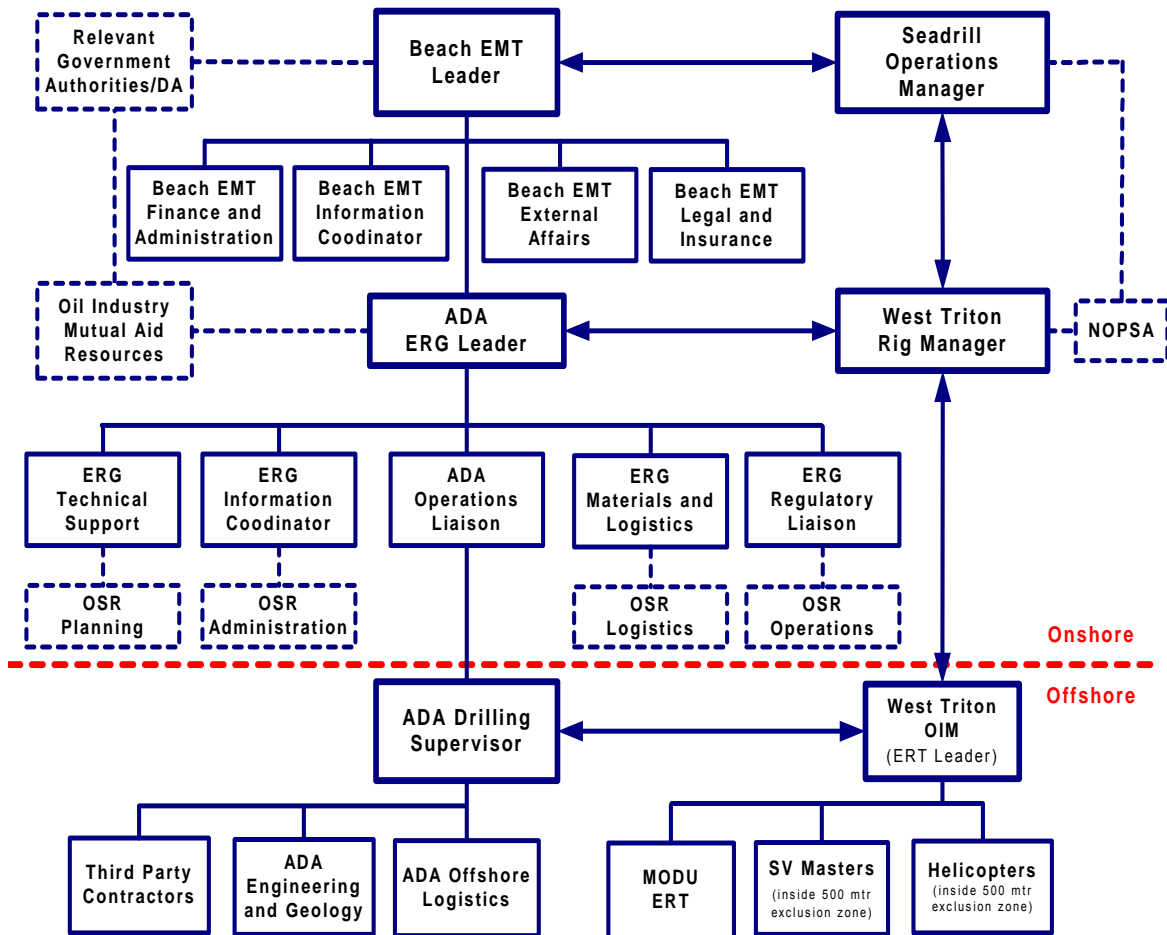 Relevant
Government
Authorities/DA
Beach EMT
Leader
Seadrill
Operations
Manager
Beach EMT
Finance and
Administration
Beach EMT
Information
Coodinator
Beach EMT
External
Affairs
Beach EMT
Legal and
Insurance
Oil Industry
Mutual Aid
Resources
ADA
ERG Leader
West Triton
Rig Manager
NOPSA
ERG
Technical
Support
ERG
Information
Coodinator
ADA
Operations
Liaison
ERG
Materials and
Logistics
ERG
Regulatory
Liaison
OSR
Planning
OSR
Administration
OSR
Logistics
OSR
Operations
Onshore
Offshore
ADA Drilling
Supervisor
West Triton
OIM
(ERT Leader)
Third Party
Contractors
ADA
Engineering
and Geology
ADA Offshore
Logistics
MODU
ERT
SV Masters
(inside 500 mtr
exclusion zone)
Helicopters
(inside 500 mtr
exclusion zone)